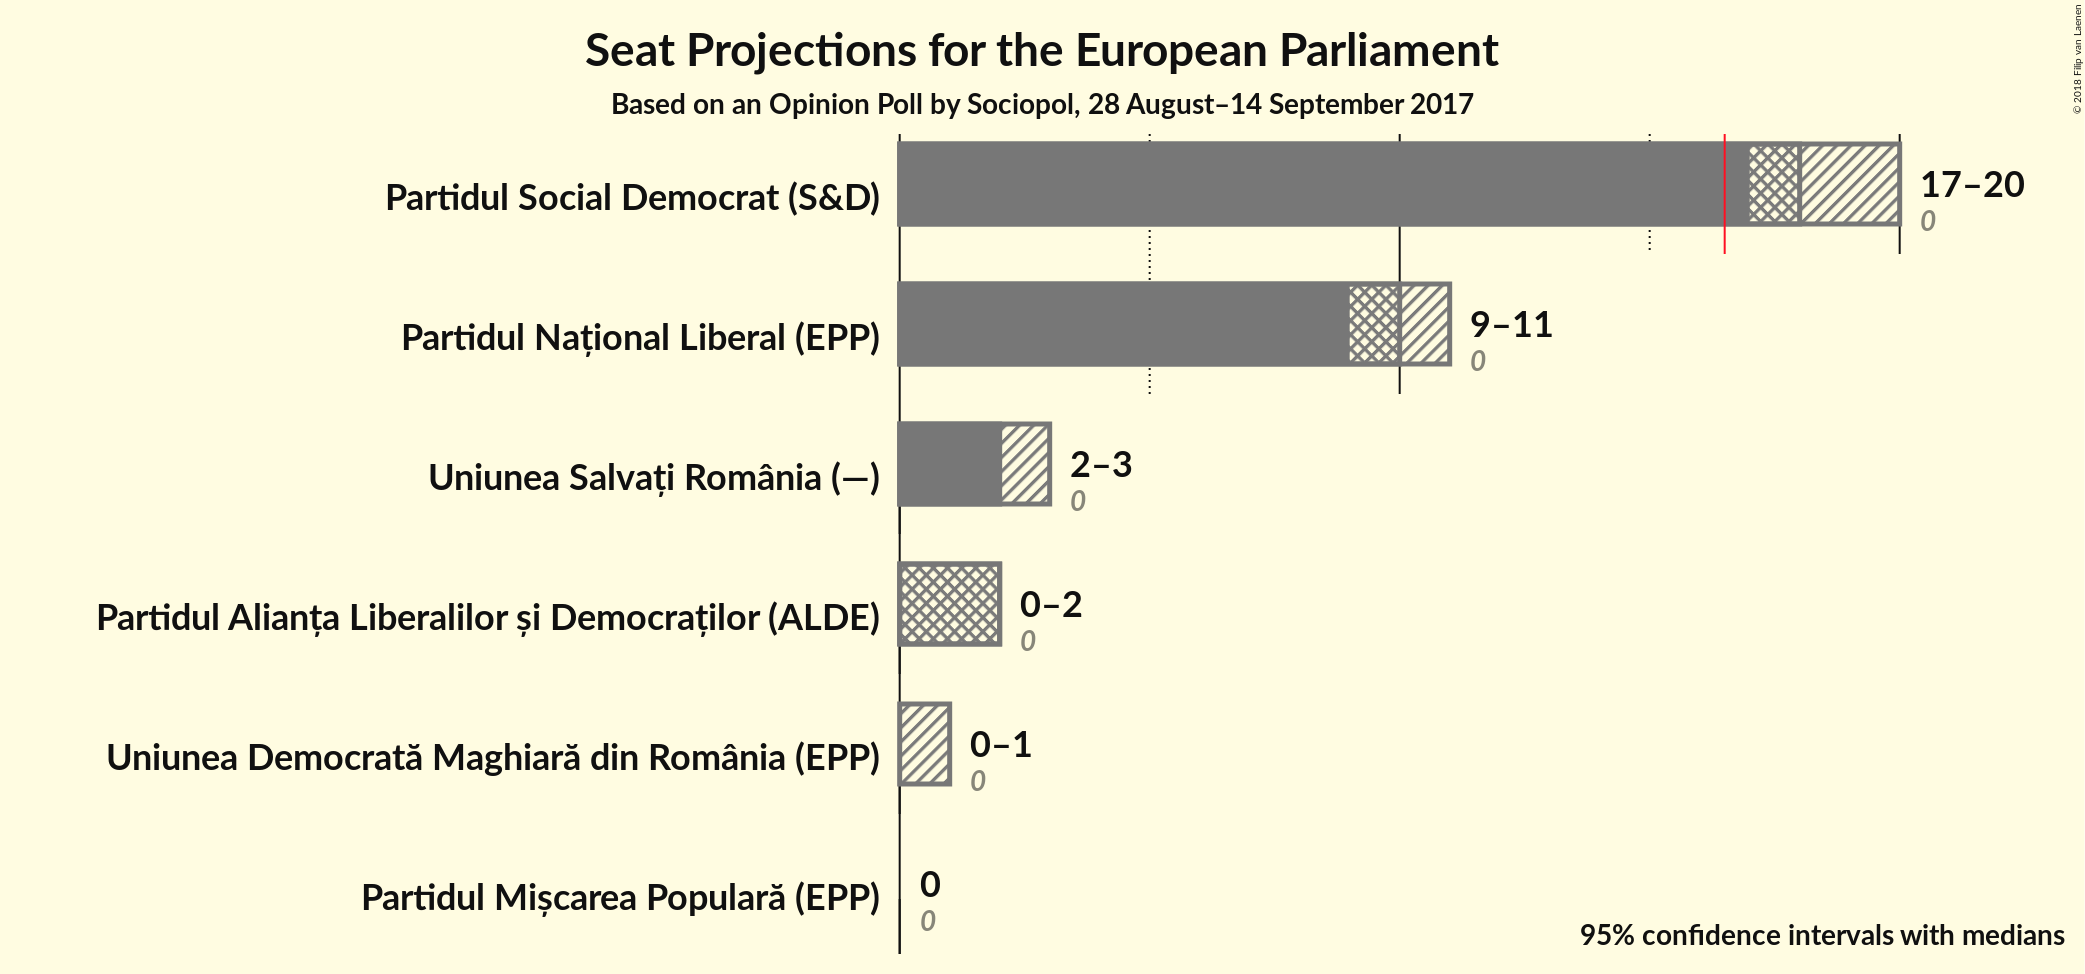 Seat Projections for the European Parliament
Based on an Opinion Poll by Sociopol, 28 August–14 September 2017
© 2018 Filip van Laenen
Partidul Social Democrat (S&D)
17–20
0
Partidul Național Liberal (EPP)
9–11
0
Uniunea Salvați România (—)
2–3
0
Partidul Alianța Liberalilor și Democraților (ALDE)
0–2
0
Uniunea Democrată Maghiară din România (EPP)
0–1
0
Partidul Mișcarea Populară (EPP)
0
0
95% confidence intervals with medians